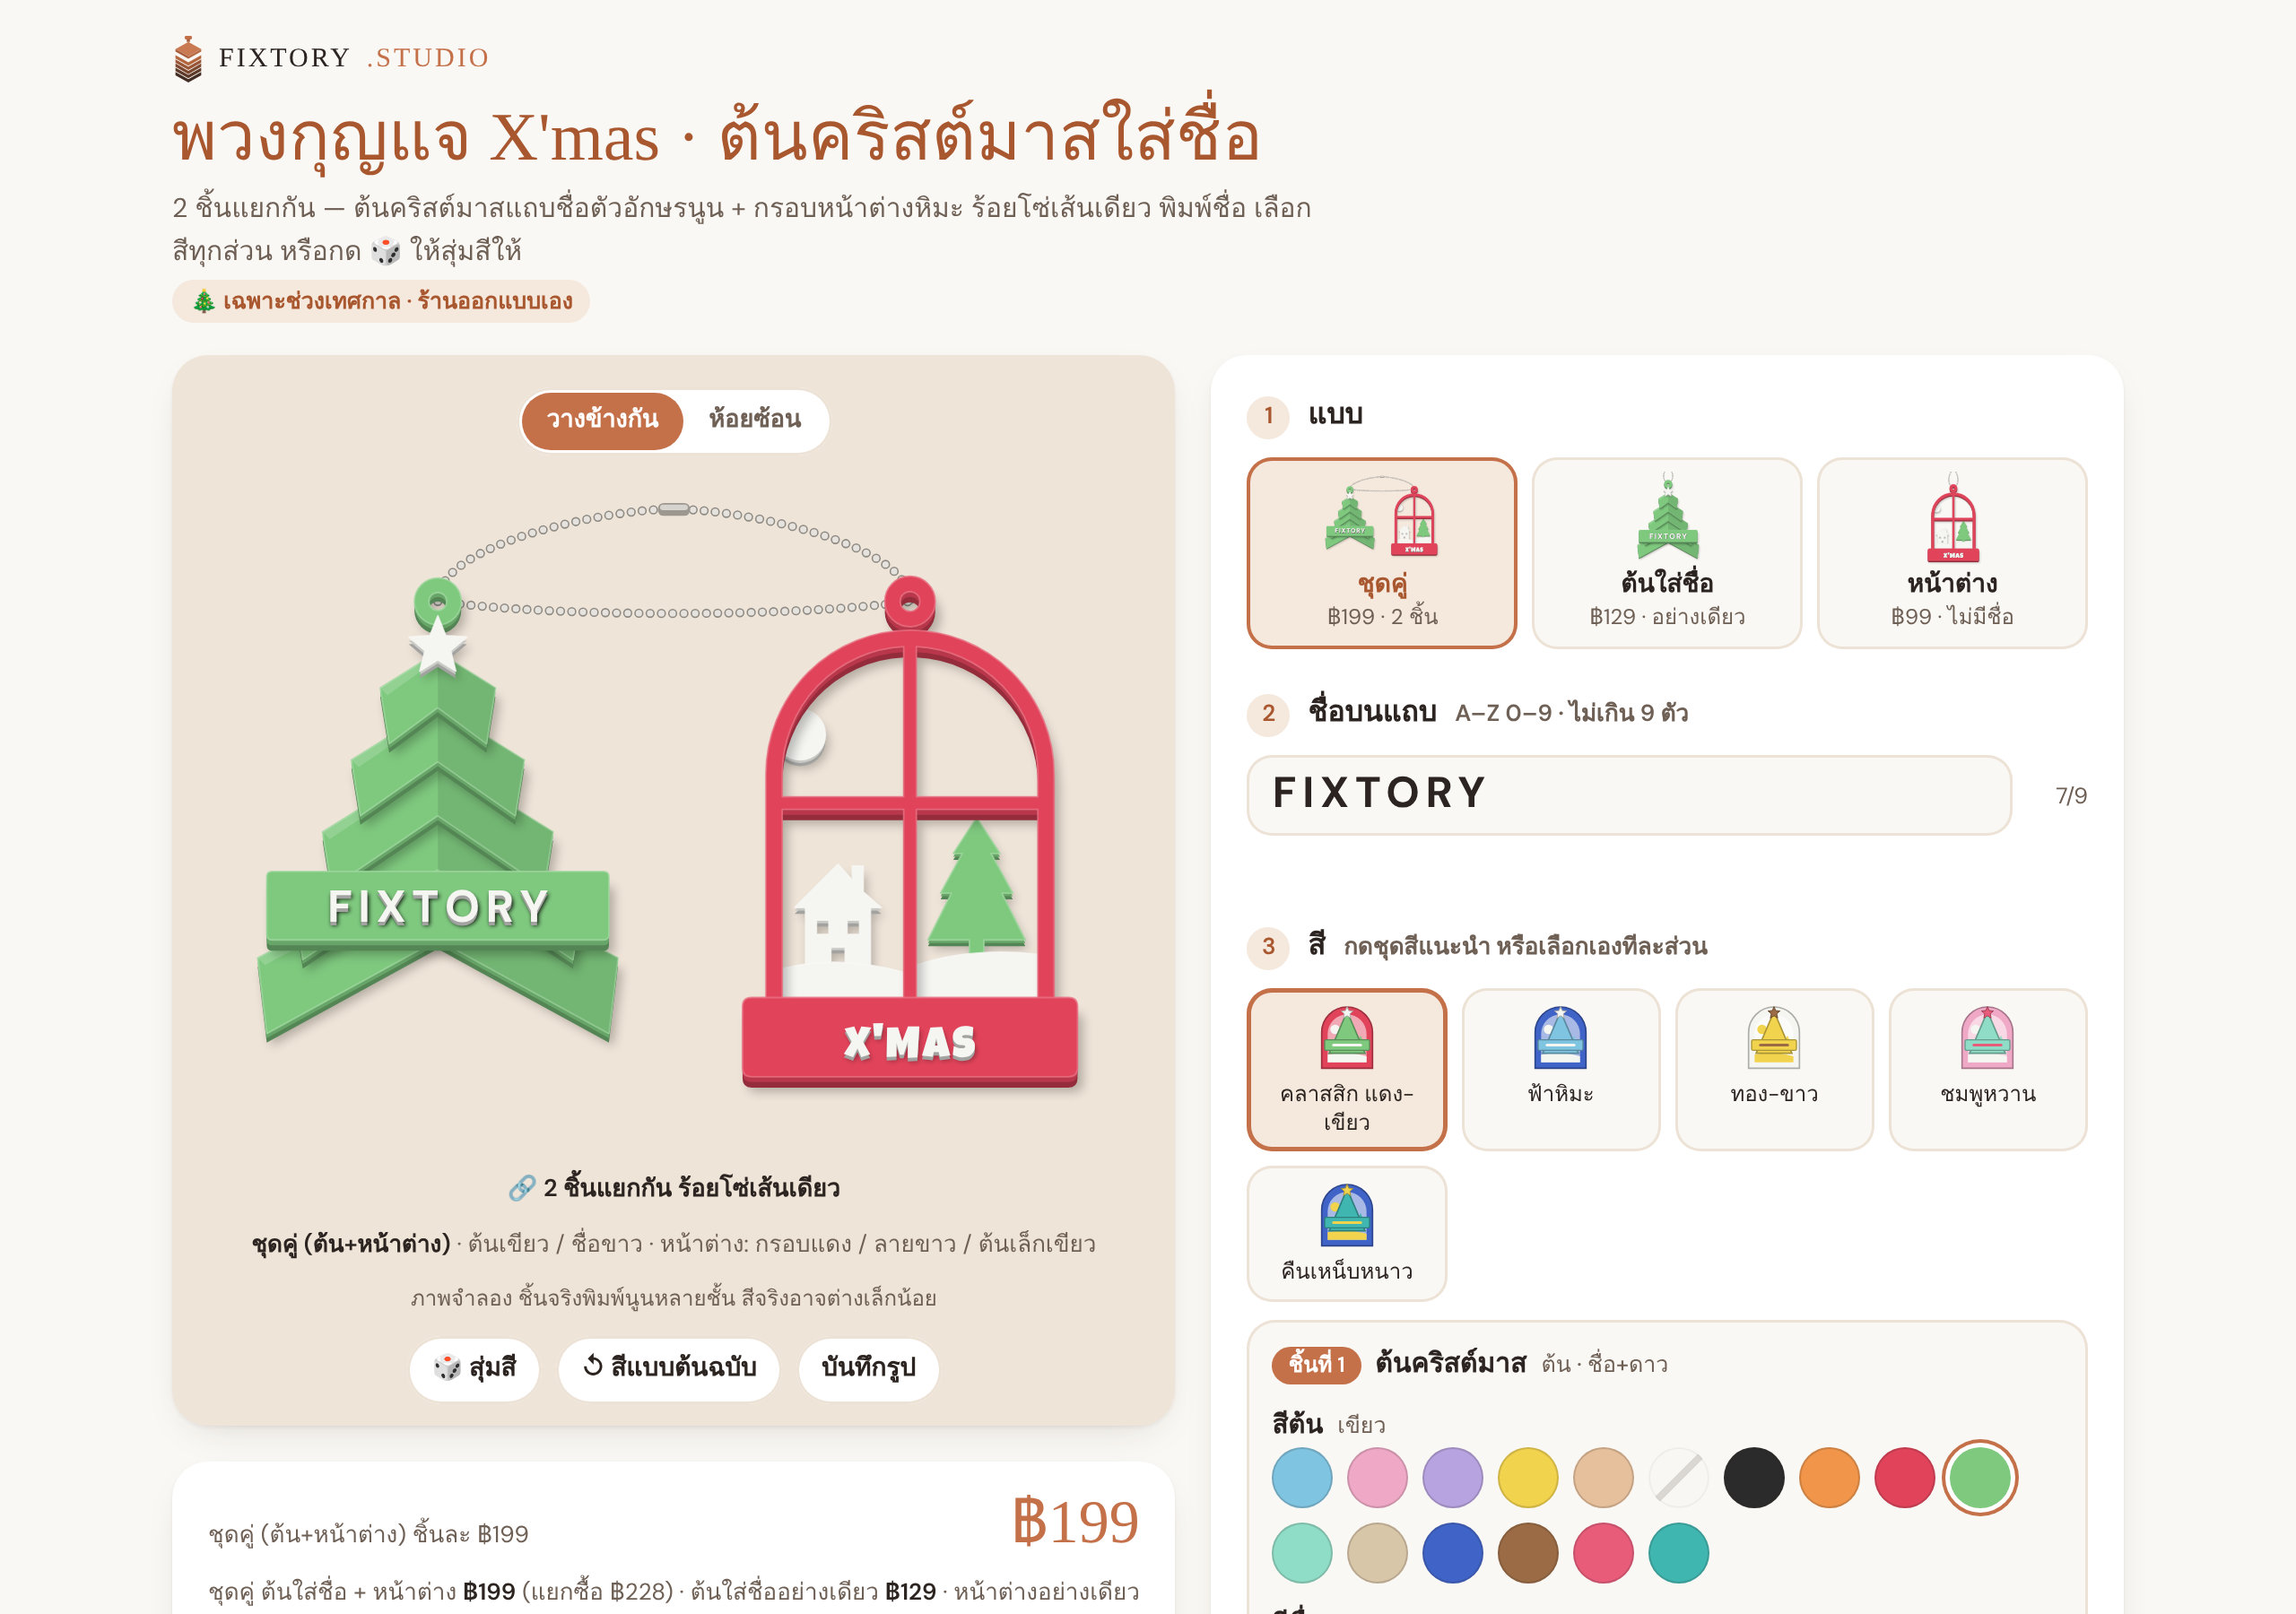 FIXTORY .STUDIO
พวงกุญแจ X'mas · ต้นคริสต์มาสใส่ชื่อ
2 ชิ้นแยกกัน — ต้นคริสต์มาสแถบชื่อตัวอักษรนูน + กรอบหน้าต่างหิมะ ร้อยโซ่เส้นเดียว พิมพ์ชื่อ เลือก
สีทุกส่วน หรือกด 🎲 ให้สุ่มสีให้
🎄 เฉพาะช่วงเทศกาล · ร้านออกแบบเอง
วางข้างกัน ห้อยซ้อน
FIXTORY
X'MAS
🔗 2 ชิ้นแยกกัน ร้อยโซ่เส้นเดียว
ชุดคู่ (ต้น+หน้าต่าง) · ต้นเขียว / ชื่อขาว · หน้าต่าง: กรอบแดง / ลายขาว / ต้นเล็กเขียว
ภาพจำลอง ชิ้นจริงพิมพ์นูนหลายชั้น สีจริงอาจต่างเล็กน้อย
🎲 สุ่มสี ↺ สีแบบต้นฉบับ บันทึกรูป
ชุดคู่ (ต้น+หน้าต่าง) ชิ้นละ ฿199 ฿199
ชุดคู่ ต้นใส่ชื่อ + หน้าต่าง ฿199 (แยกซื้อ ฿228) · ต้นใส่ชื่ออย่างเดียว ฿129 · หน้าต่างอย่างเดียว
1 แบบ
FIXTORY X'MAS FIXTORY X'MAS
ชุดคู่ ต้นใส่ชื่อ หน้าต่าง
฿199 · 2 ชิ้น ฿129 · อย่างเดียว ฿99 · ไม่มีชื่อ
2 ชื่อบนแถบ A–Z 0–9 · ไม่เกิน 9 ตัว
FIXTORY 7/9
3 สี กดชุดสีแนะนำ หรือเลือกเองทีละส่วน
คลาสสิก แดง-
เขียว
ฟ้าหิมะ
ทอง-ขาว
ชมพูหวาน
คืนเหน็บหนาว
ชิ้นที่ 1 ต้นคริสต์มาส ต้น · ชื่อ+ดาว
สีต้น เขียว